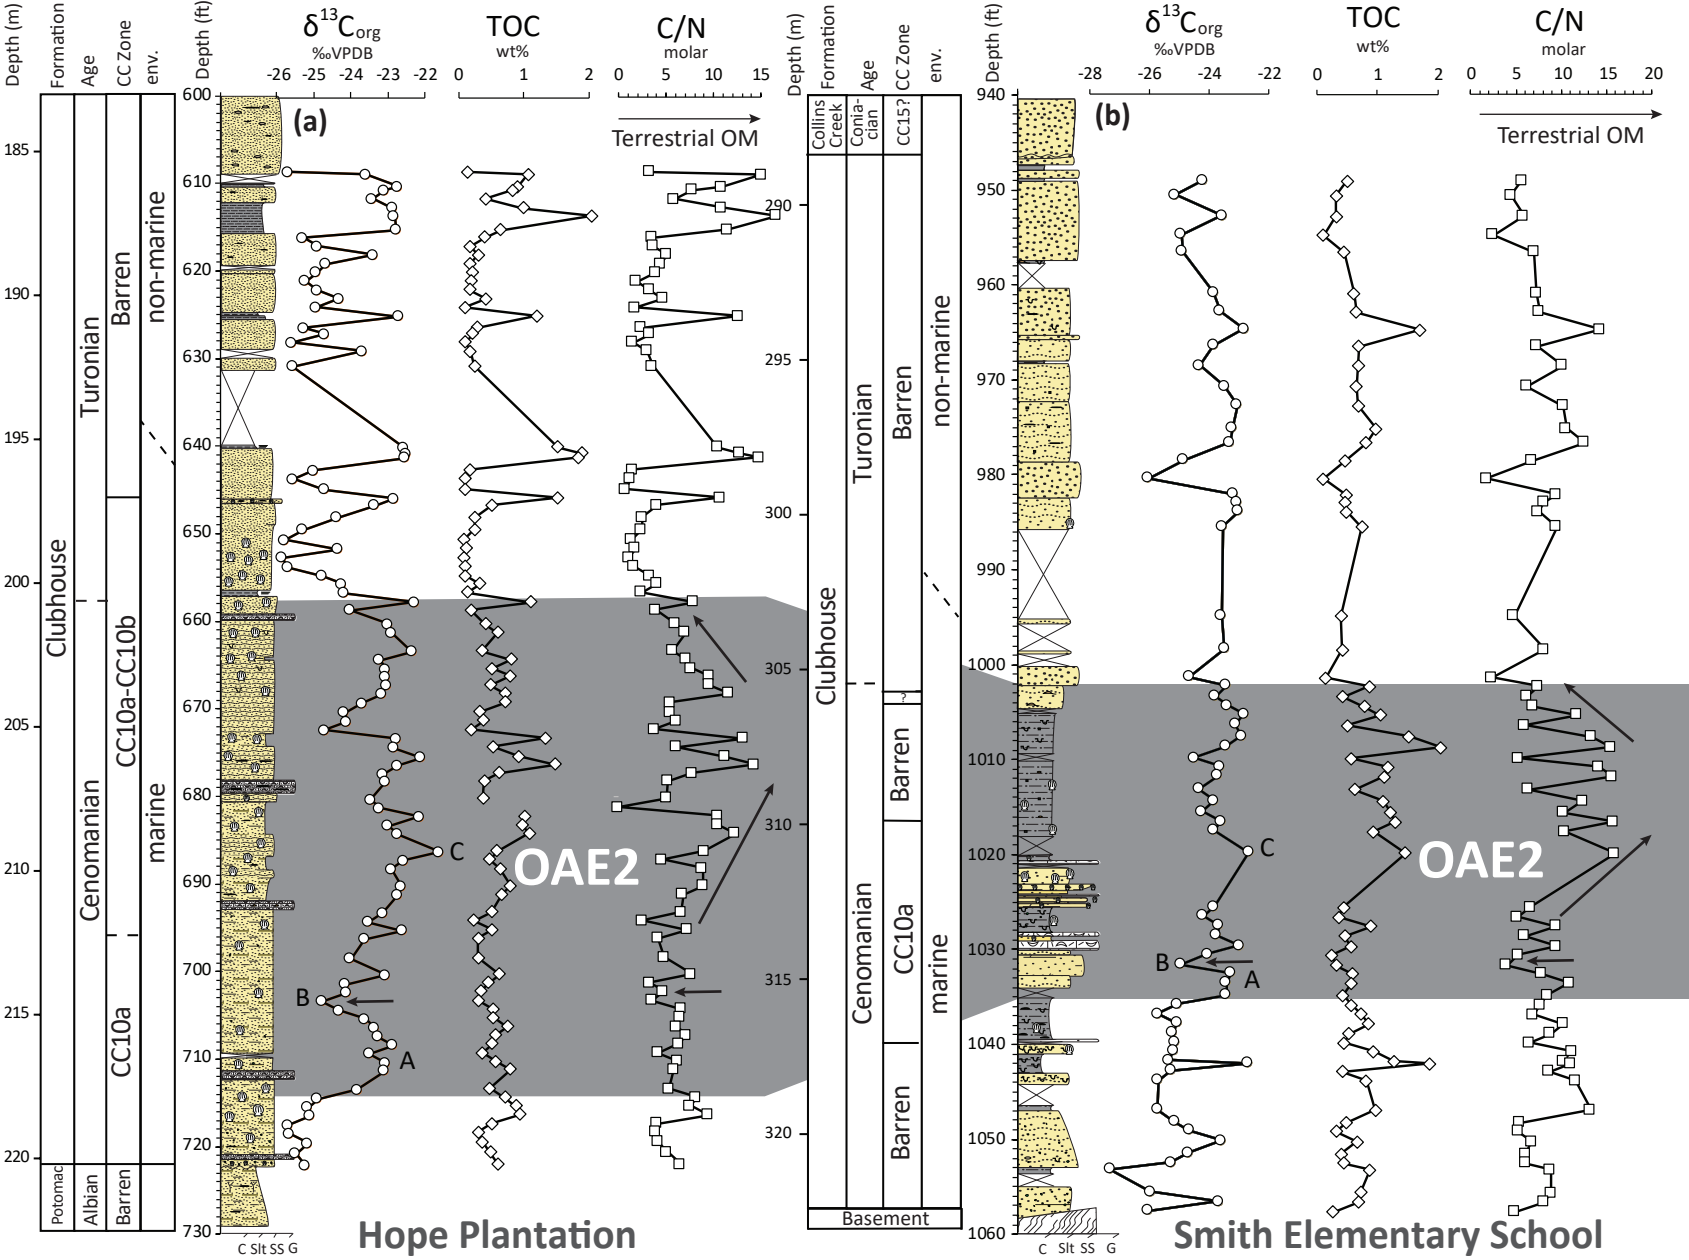 Depth (m)
Formation
Age
CC Zone
env.
Depth (ft)
δ¹³Corg
‰VPDB
-26 -25 -24 -23 -22
TOC
wt%
0 1 2
C/N
molar
0 5 10 15
Terrestrial OM
(a)
185
190
195
200
205
210
215
220
Clubhouse
Potomac
Turonian
Cenomanian
Albian
Barren
CC10a-CC10b
CC10a
Barren
non-marine
marine
600
610
620
630
640
650
660
670
680
690
700
710
720
730
C
B
A
OAE2
C Slt SS G
Hope Plantation
Depth (m)
Formation
Age
CC Zone
env.
Depth (ft)
δ¹³Corg
‰VPDB
-28 -26 -24 -22
TOC
wt%
0 1 2
C/N
molar
0 5 10 15 20
Terrestrial OM
(b)
290
295
300
305
310
315
320
Collins
Creek
Clubhouse
Conia-
cian
Turonian
Cenomanian
CC15?
Barren
?
Barren
CC10a
Barren
non-marine
marine
Basement
940
950
960
970
980
990
1000
1010
1020
1030
1040
1050
1060
C
B
A
OAE2
C Slt SS G
Smith Elementary School